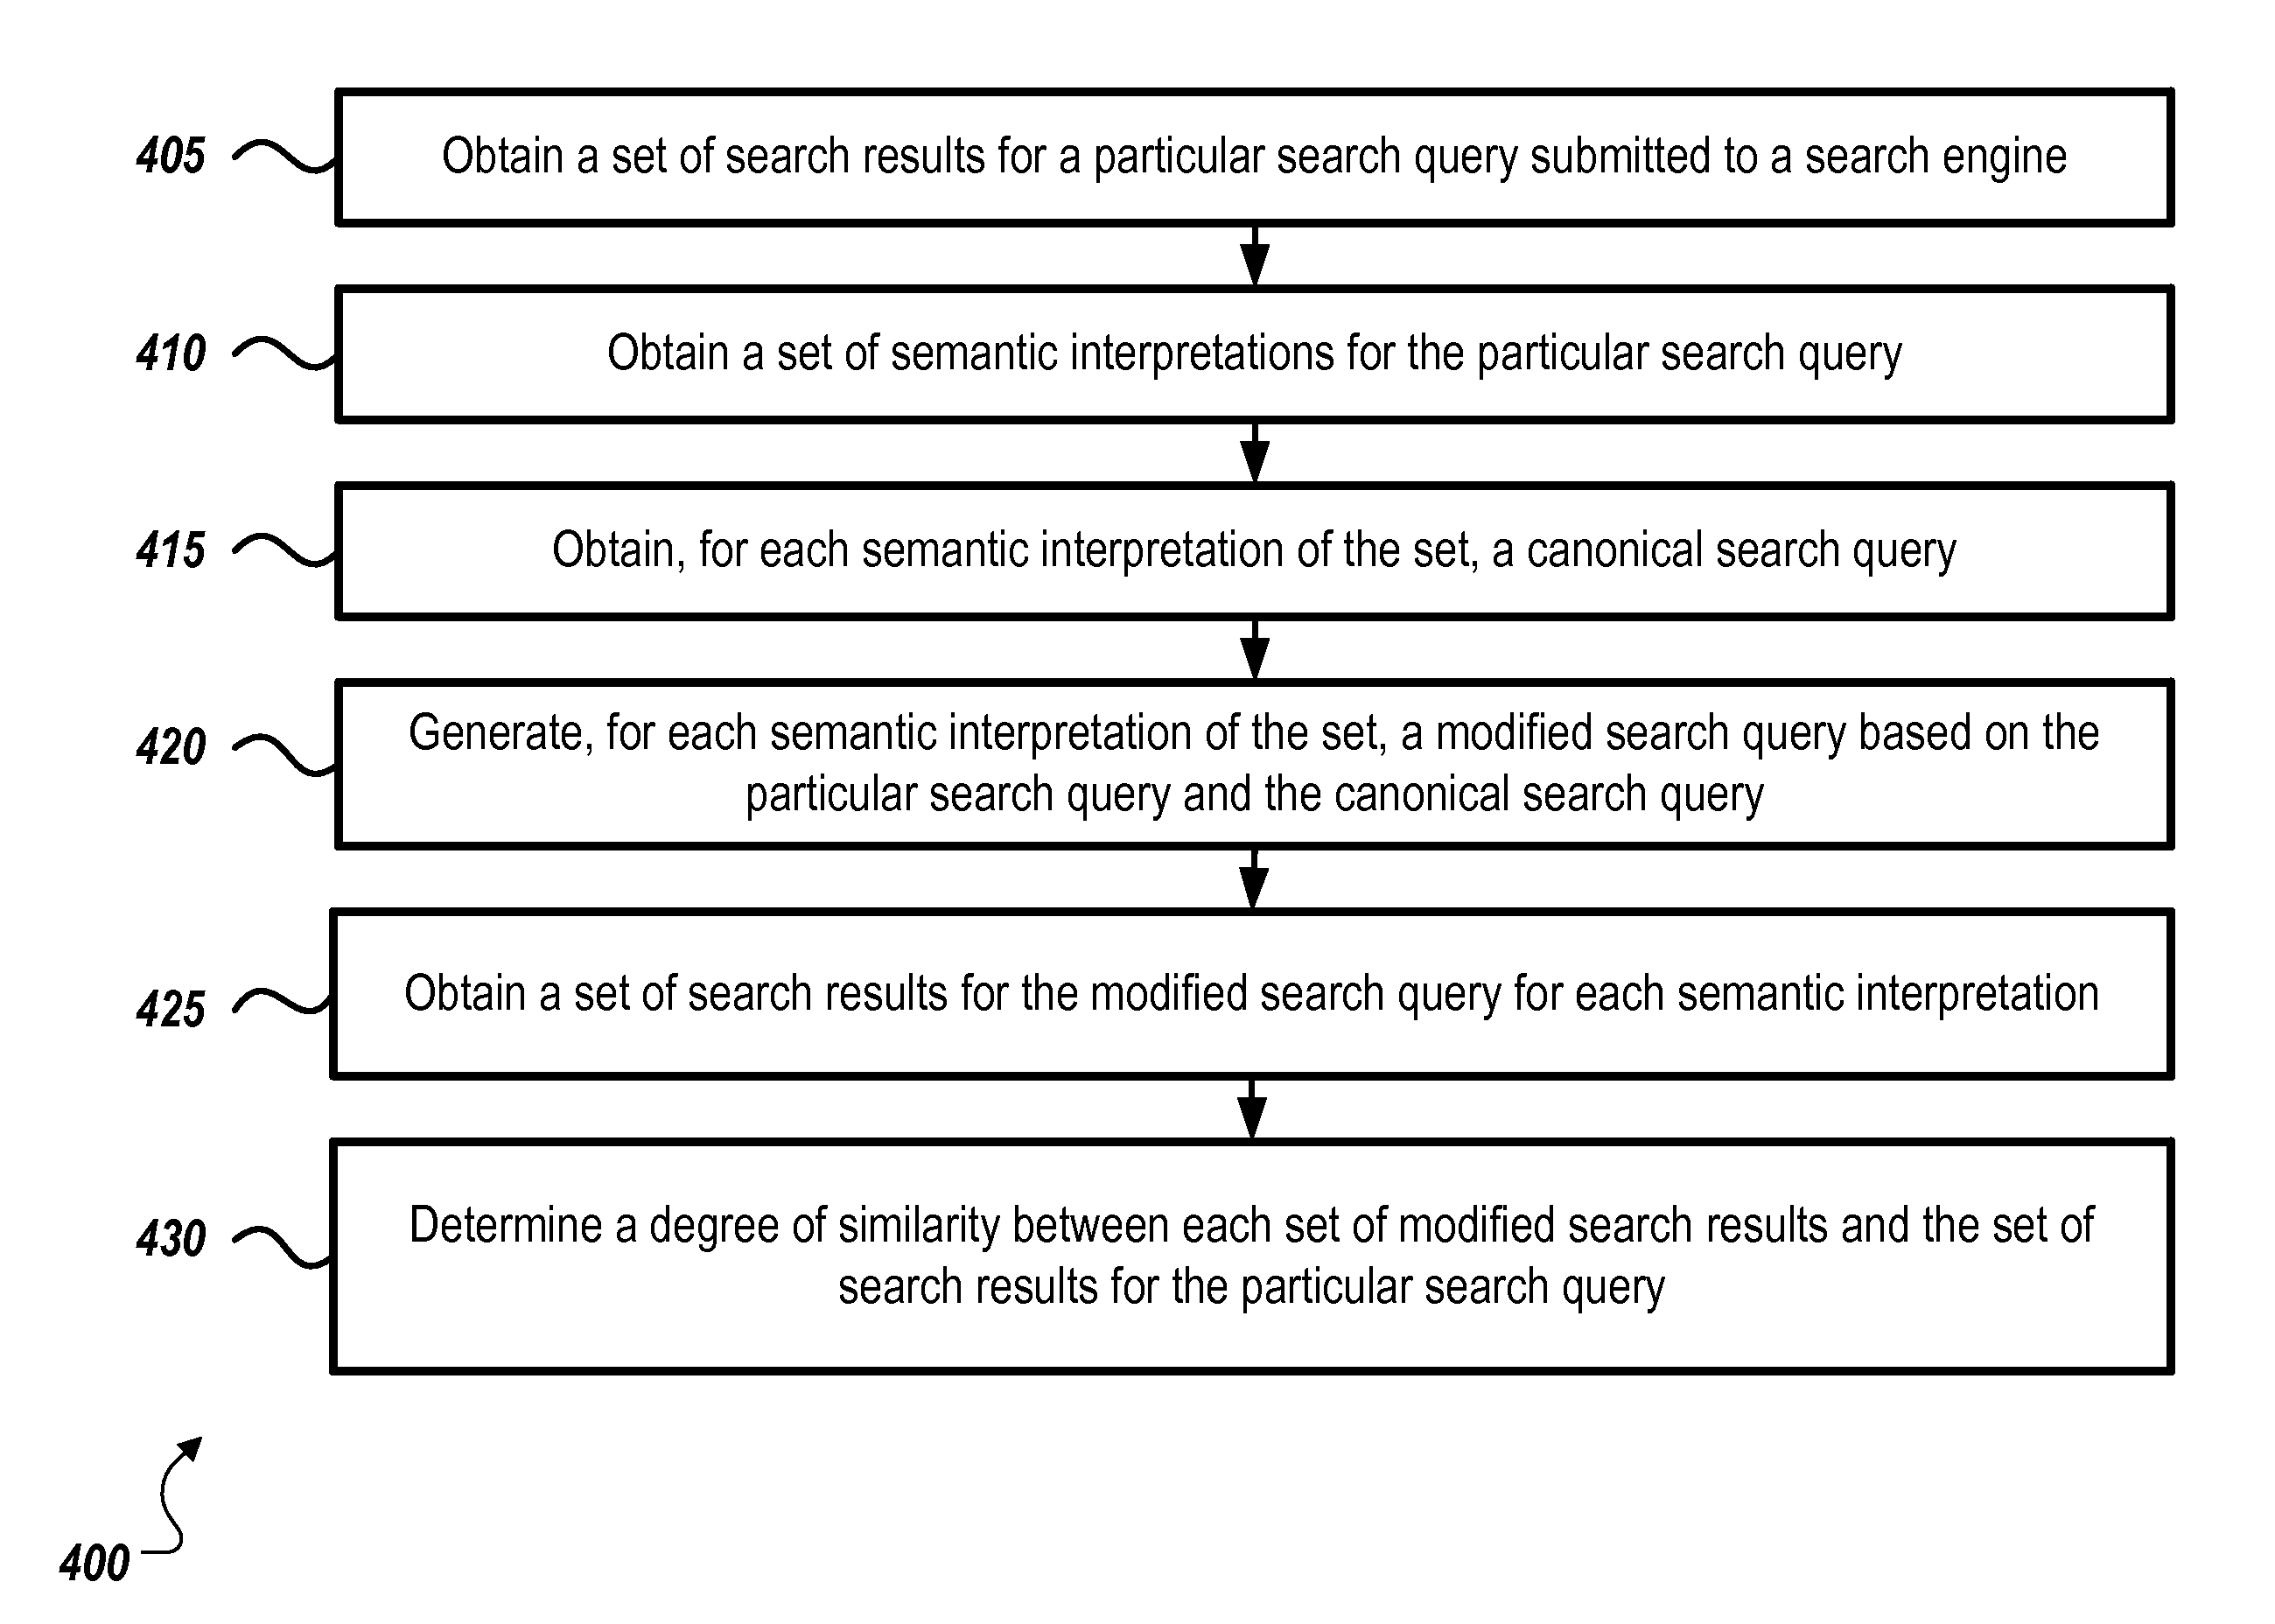 405
Obtain a set of search results for a particular search query submitted to a search engine
410
Obtain a set of semantic interpretations for the particular search query
415
Obtain, for each semantic interpretation of the set, a canonical search query
420
Generate, for each semantic interpretation of the set, a modified search query based on the
particular search query and the canonical search query
425
Obtain a set of search results for the modified search query for each semantic interpretation
430
Determine a degree of similarity between each set of modified search results and the set of
search results for the particular search query
400